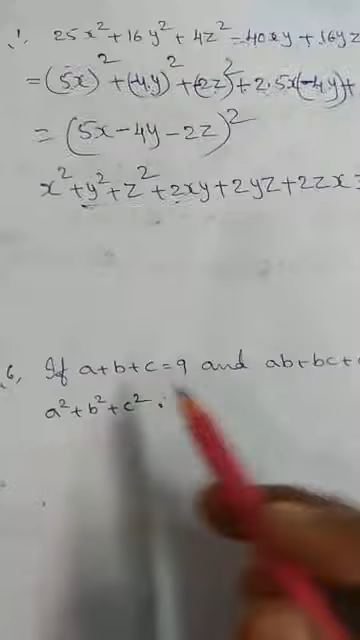 ∴ 25x² + 16y² + 4z² - 40xy + 16yz
= (5x)² + (-4y)² + (-2z)² + 2.5x(-4y) +
= (5x - 4y - 2z)²
x² + y² + z² + 2xy + 2yz + 2zx =
6, If a+b+c = 9 and ab+bc+
a² + b² + c².